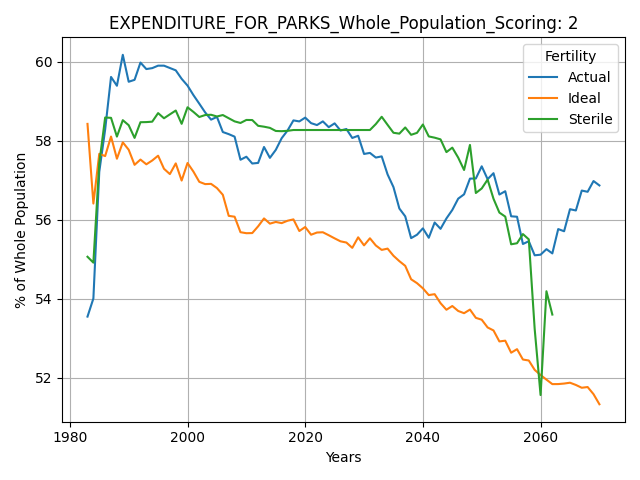 EXPENDITURE_FOR_PARKS_Whole_Population_Scoring: 2
Fertility
Actual
Ideal
Sterile
% of Whole Population
60
58
56
54
52
1980
2000
2020
2040
2060
Years